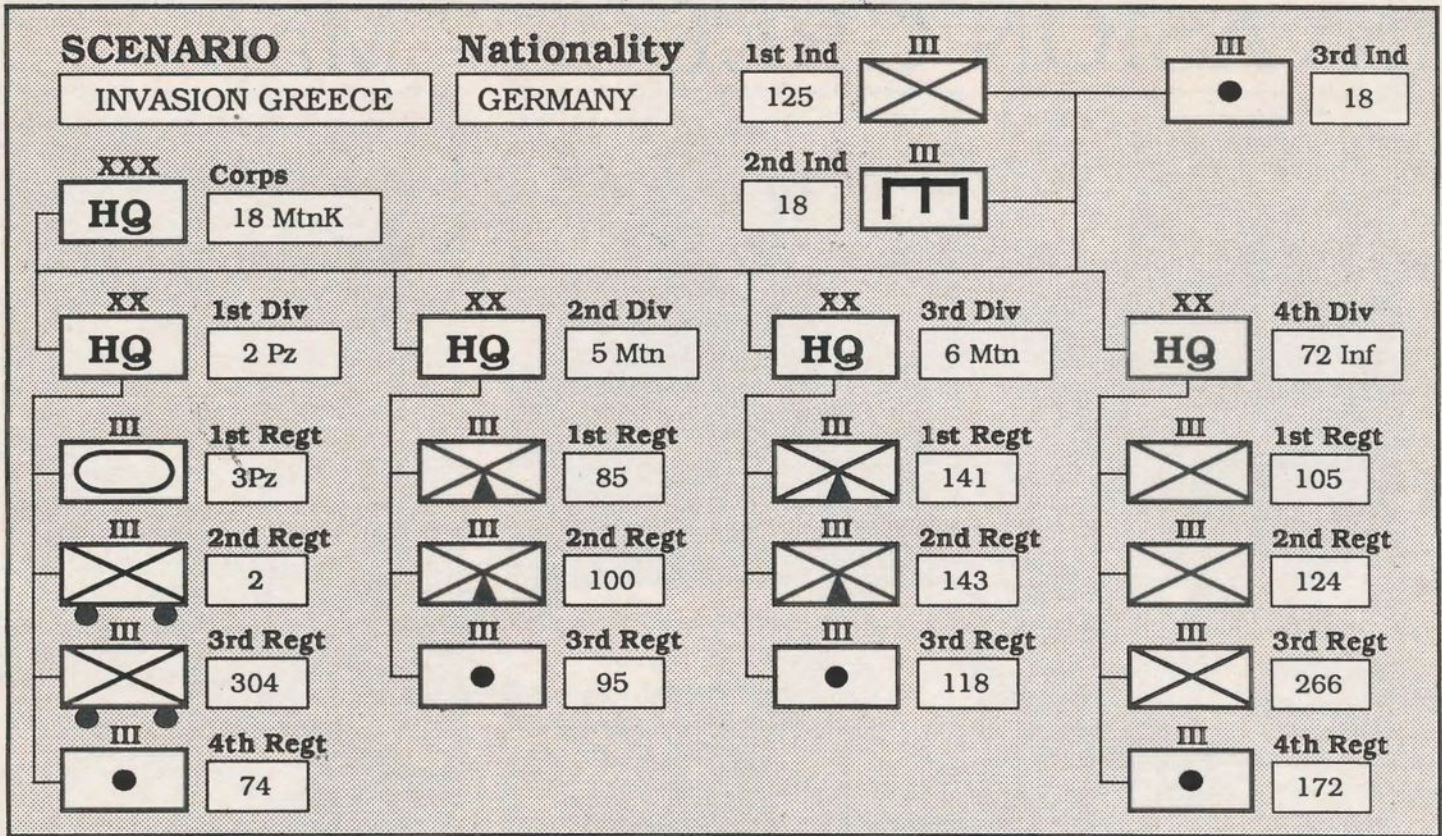 SCENARIO Nationality
INVASION GREECE GERMANY
1st Ind III III 3rd Ind
125 18
2nd Ind III
18
XXX Corps
HQ 18 MtnK
XX 1st Div XX 2nd Div XX 3rd Div XX 4th Div
HQ 2 Pz HQ 5 Mtn HQ 6 Mtn HQ 72 Inf
III 1st Regt III 1st Regt III 1st Regt III 1st Regt
3Pz 85 141 105
III 2nd Regt III 2nd Regt III 2nd Regt III 2nd Regt
2 100 143 124
III 3rd Regt III 3rd Regt III 3rd Regt III 3rd Regt
304 95 118 266
III 4th Regt III 4th Regt
74 172